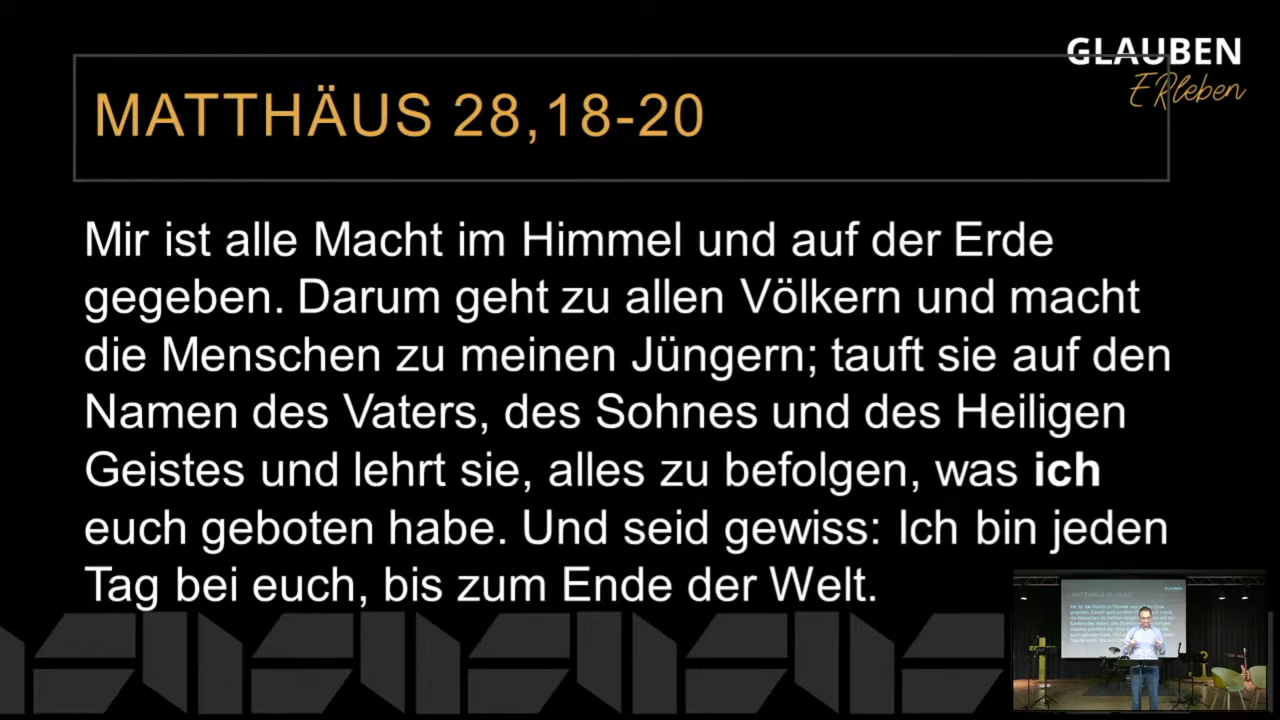 GLAUBEN
ERleben
MATTHÄUS 28,18-20
Mir ist alle Macht im Himmel und auf der Erde
gegeben. Darum geht zu allen Völkern und macht
die Menschen zu meinen Jüngern; tauft sie auf den
Namen des Vaters, des Sohnes und des Heiligen
Geistes und lehrt sie, alles zu befolgen, was ich
euch geboten habe. Und seid gewiss: Ich bin jeden
Tag bei euch, bis zum Ende der Welt.